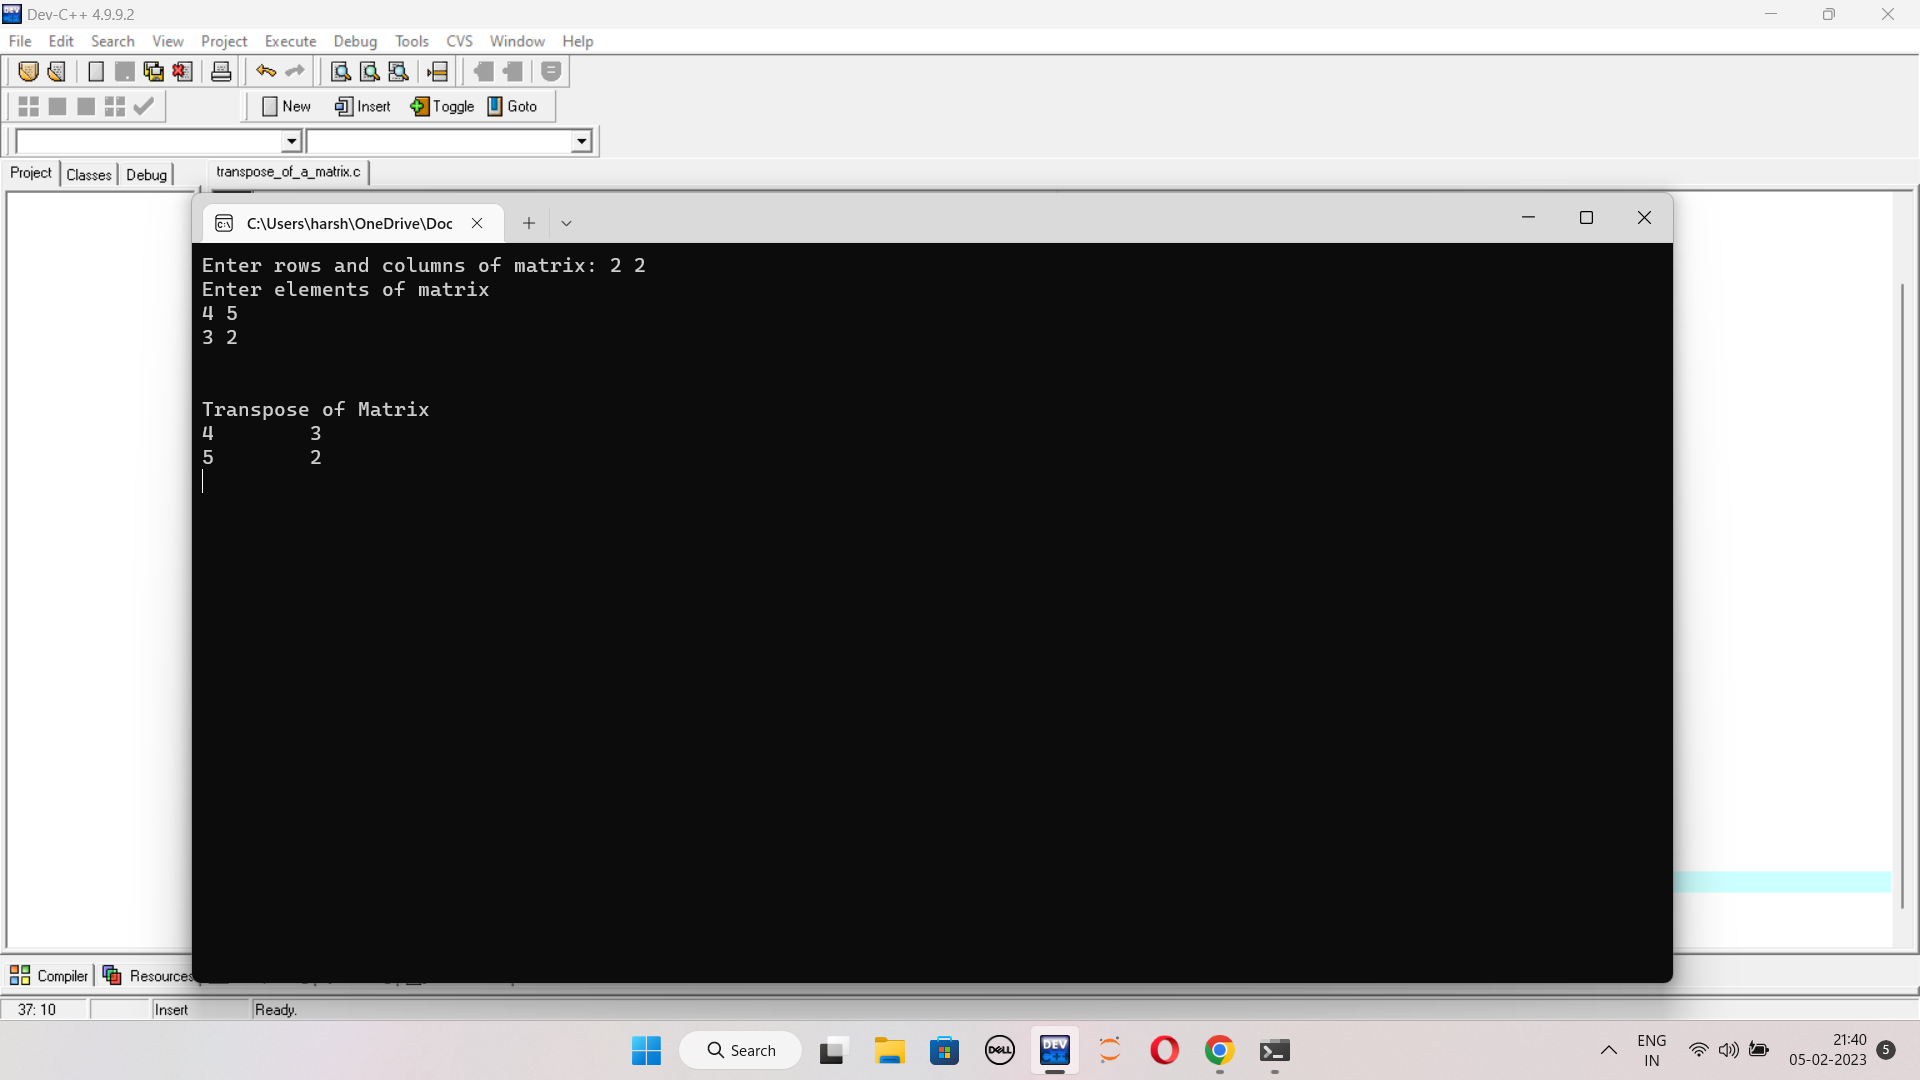 Dev-C++ 4.9.9.2
File Edit Search View Project Execute Debug Tools CVS Window Help
New Insert Toggle Goto
Project Classes Debug transpose_of_a_matrix.c
C:\Users\harsh\OneDrive\Doc
Enter rows and columns of matrix: 2 2
Enter elements of matrix
4 5
3 2
Transpose of Matrix
4 3
5 2
Compiler Resources
37: 10 Insert Ready.
Search DELL DEV C++ ENG 21:40
IN 05-02-2023 5